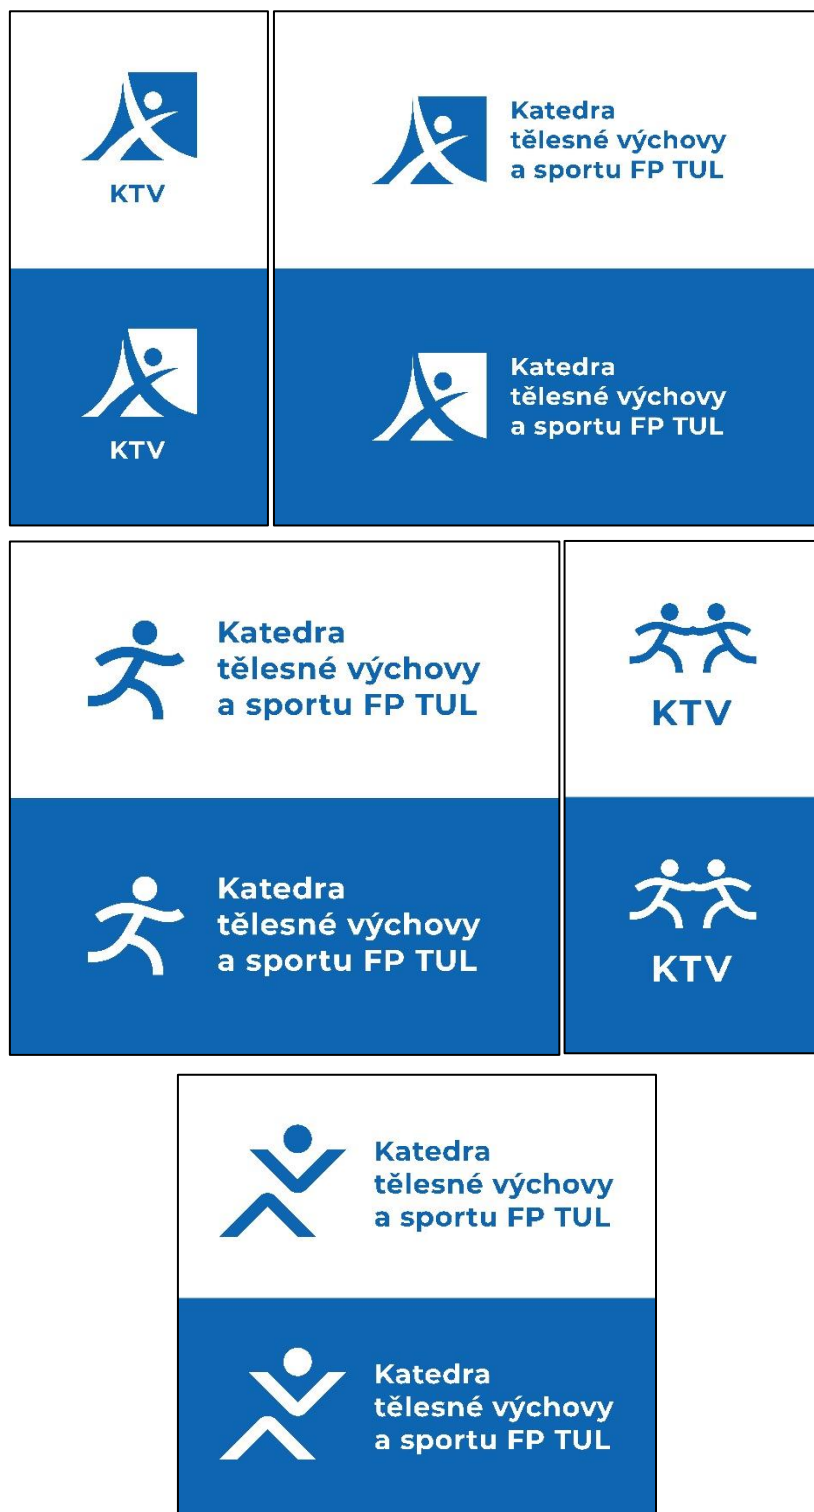 KTV
Katedra
tělesné výchovy
a sportu FP TUL
KTV
Katedra
tělesné výchovy
a sportu FP TUL
Katedra
tělesné výchovy
a sportu FP TUL
KTV
Katedra
tělesné výchovy
a sportu FP TUL
KTV
Katedra
tělesné výchovy
a sportu FP TUL
Katedra
tělesné výchovy
a sportu FP TUL